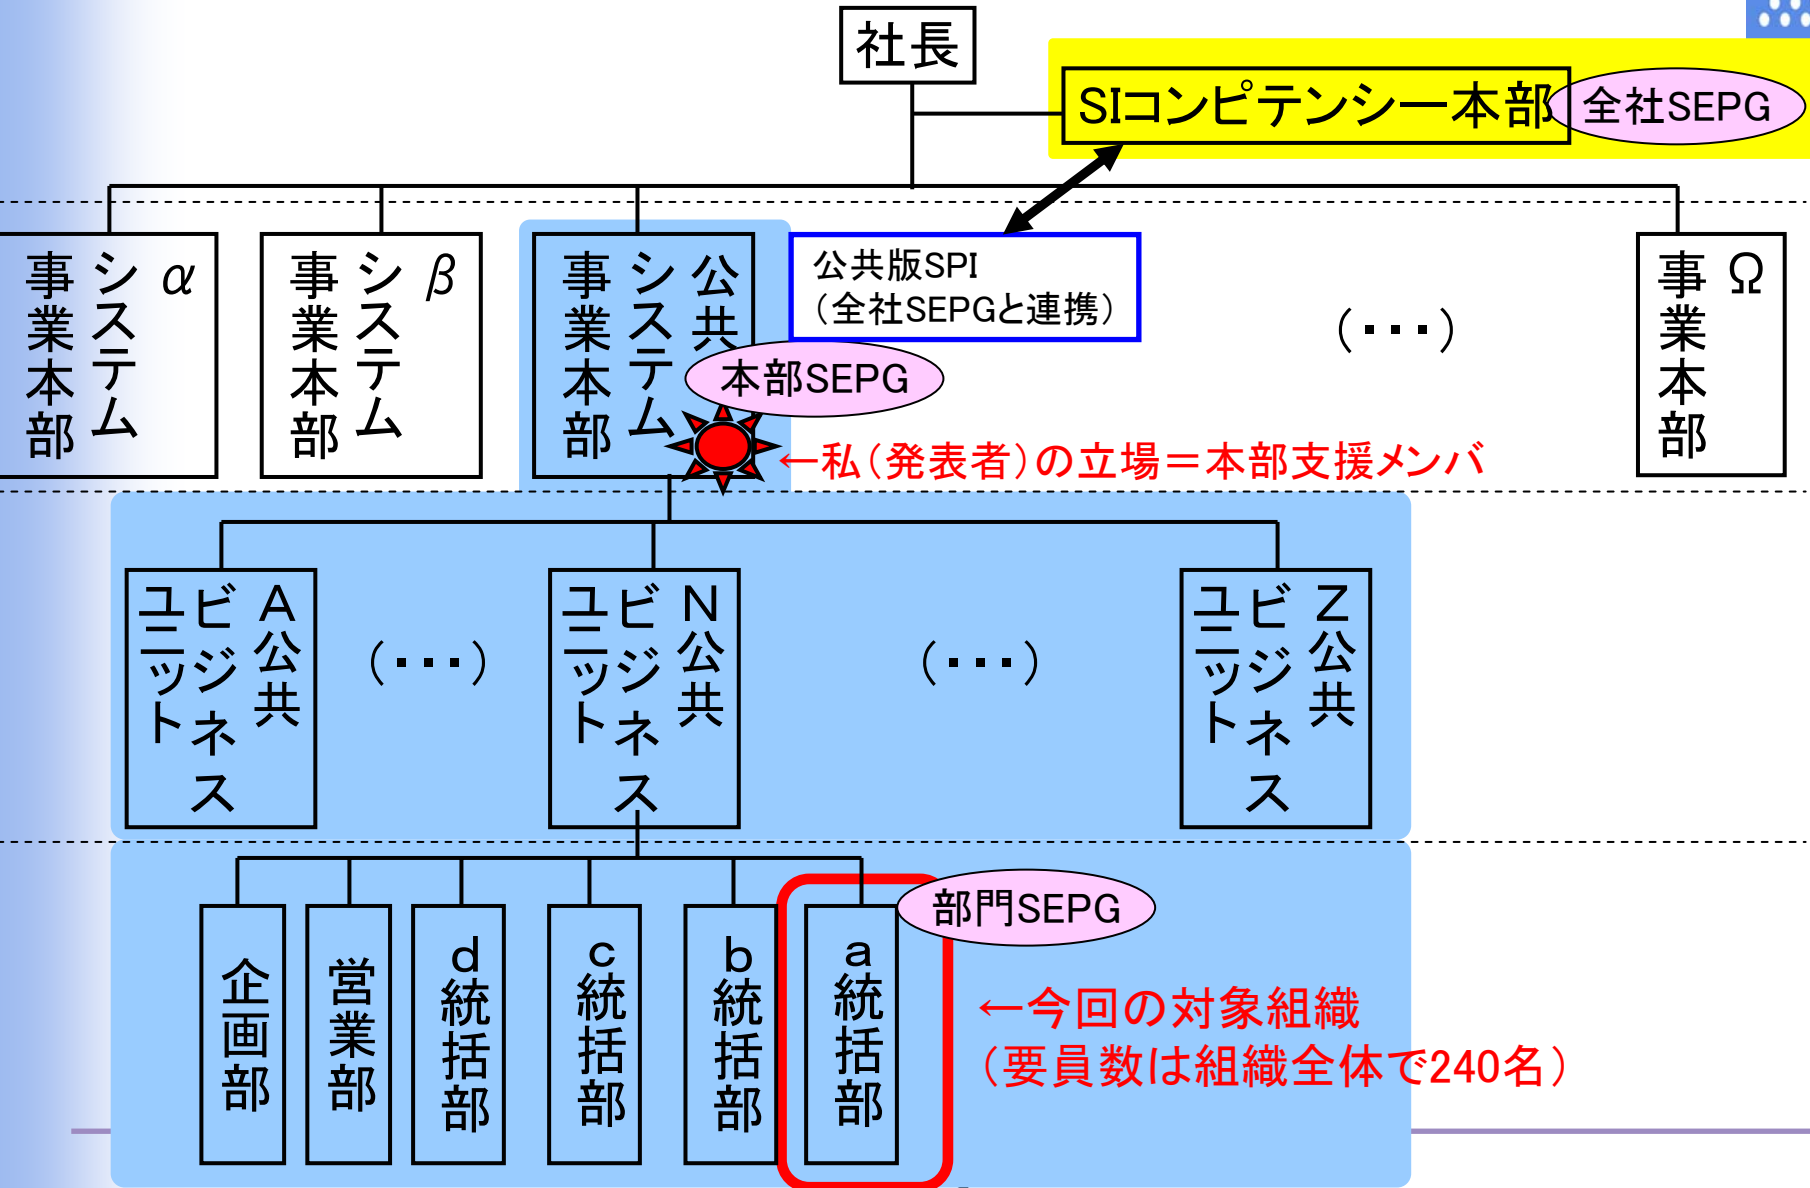 社長
SIコンピテンシー本部
全社SEPG
α
システム
事業本部
β
システム
事業本部
公共
システム
事業本部
公共版SPI
（全社SEPGと連携）
（・・・）
Ω
事業本部
本部SEPG
←私（発表者）の立場＝本部支援メンバ
A公共
ビジネス
ユニット
（・・・）
N公共
ビジネス
ユニット
（・・・）
Z公共
ビジネス
ユニット
企画部
営業部
d統括部
c統括部
b統括部
a統括部
部門SEPG
←今回の対象組織
（要員数は組織全体で240名）